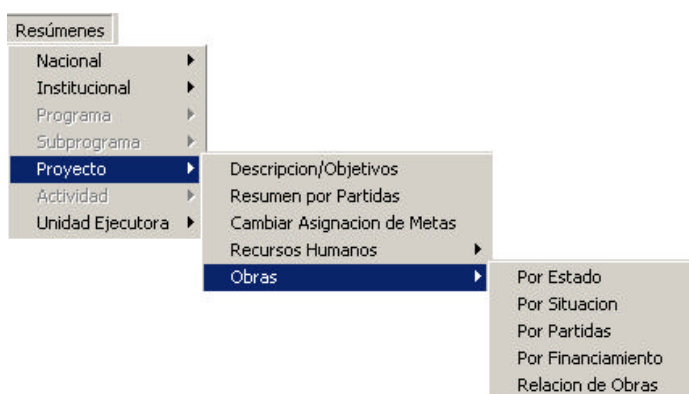 Resúmenes
Nacional
Institucional
Programa
Subprograma
Proyecto
Actividad
Unidad Ejecutora
Descripcion/Objetivos
Resumen por Partidas
Cambiar Asignacion de Metas
Recursos Humanos
Obras
Por Estado
Por Situacion
Por Partidas
Por Financiamiento
Relacion de Obras